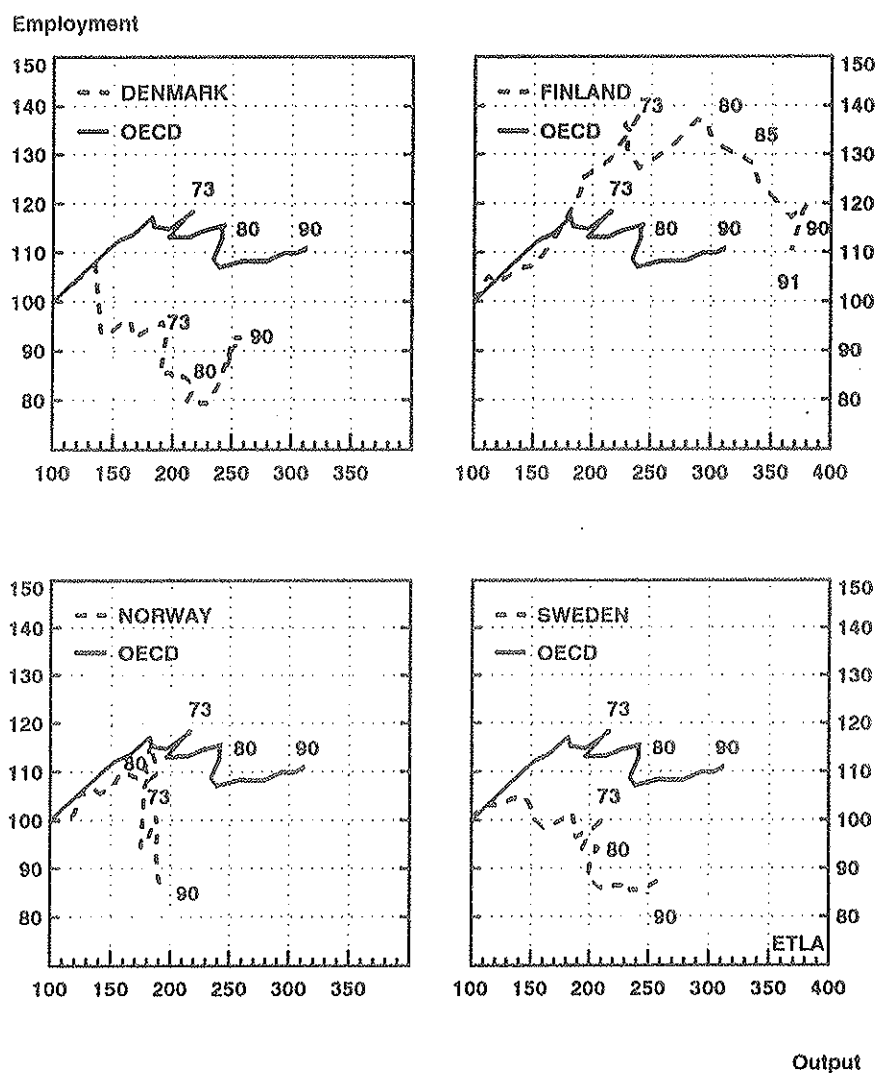 Employment
150 150
DENMARK FINLAND
140 73 80 140
OECD OECD
130 85 130
73 73
120 120
80 90 80 90 90
110 110
91
100 100
73
90 90 90
80
80 80
100 150 200 250 300 350 100 150 200 250 300 350 400
150 150
NORWAY SWEDEN
140 140
OECD OECD
130 130
73 73
120 120
80 80 90 80 90
110 110
73 73
100 100
80
90 90
90
80 90 80
ETLA
100 150 200 250 300 350 100 150 200 250 300 350 400
Output